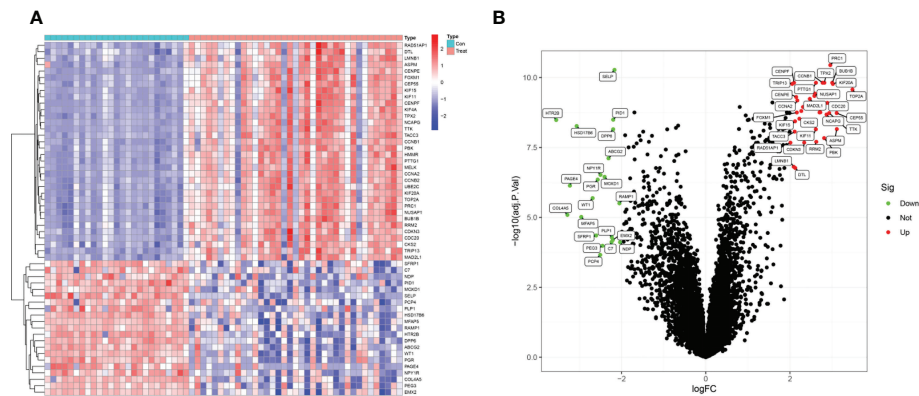 A
Type
Type
Con
Treat
2
1
0
-1
-2
RAD51AP1
DTL
LMNB1
ASPM
CENPE
FOXM1
CEP55
KIF15
KIF11
CENPF
KIF4A
TPX2
NCAPG
TTK
TACC3
CCNB1
PBK
HMMR
PTTG1
MELK
CCNA2
CCNB2
UBE2C
KIF20A
TOP2A
PRC1
NUSAP1
BUB1B
RRM2
CDKN3
CDC20
CKS2
TRIP13
MAD2L1
SFRP1
C7
NDP
PID1
MOXD1
SELP
PCP4
PLP1
HSD17B6
MFAP5
RAMP1
HTR2B
DPP6
ABCG2
WT1
PGR
PAGE4
NPY1R
COL4A5
PEG3
EMX2
B
10.0
7.5
5.0
2.5
0.0
-log10(adj.P.Val)
−2
0
2
logFC
PRC1
CENPF
CCNB1
TPX2
BUB1B
SELP
TRIP13
KIF20A
PTTG1
TOP2A
CENPE
NUSAP1
CCNA2
MAD2L1
CDC20
HTR2B
PID1
FOXM1
CEP55
HSD17B6
KIF15
CKS2
NCAPG
DPP6
TACC3
KIF11
TTK
ASPM
RAD51AP1
CDKN3
RRM2
PBK
ABCG2
LMNB1
DTL
NPY1R
PAGE4
PGR
MOXD1
WT1
RAMP1
COL4A5
MFAP5
SFRP1
PLP1
EMX2
PEG3
C7
NDP
PCP4
Sig
Down
Not
Up